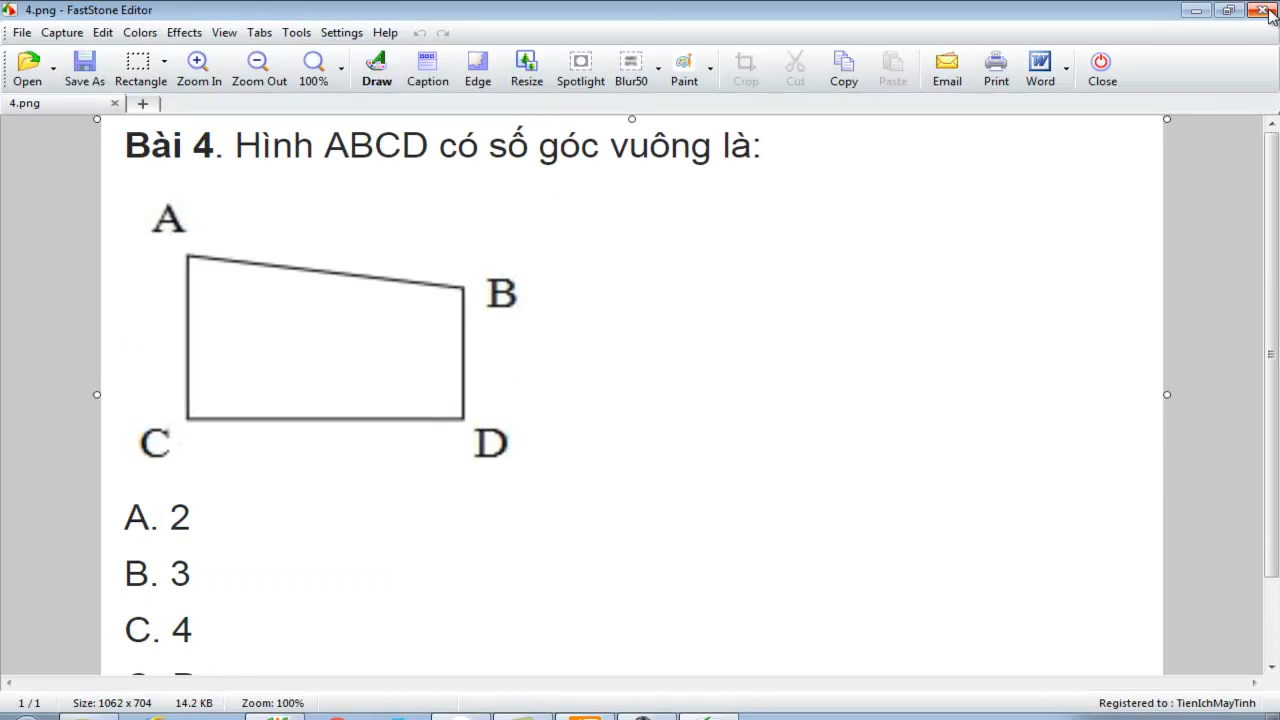 4.png - FastStone Editor
File Capture Edit Colors Effects View Tabs Tools Settings Help
Open Save As Rectangle Zoom In Zoom Out 100% Draw Caption Edge Resize Spotlight Blur50 Paint Crop Cut Copy Paste Email Print Word Close
4.png
Bài 4. Hình ABCD có số góc vuông là:
A
B
C
D
A. 2
B. 3
C. 4
1 / 1 Size: 1062 x 704 14.2 KB Zoom: 100% Registered to : TienIchMayTinh